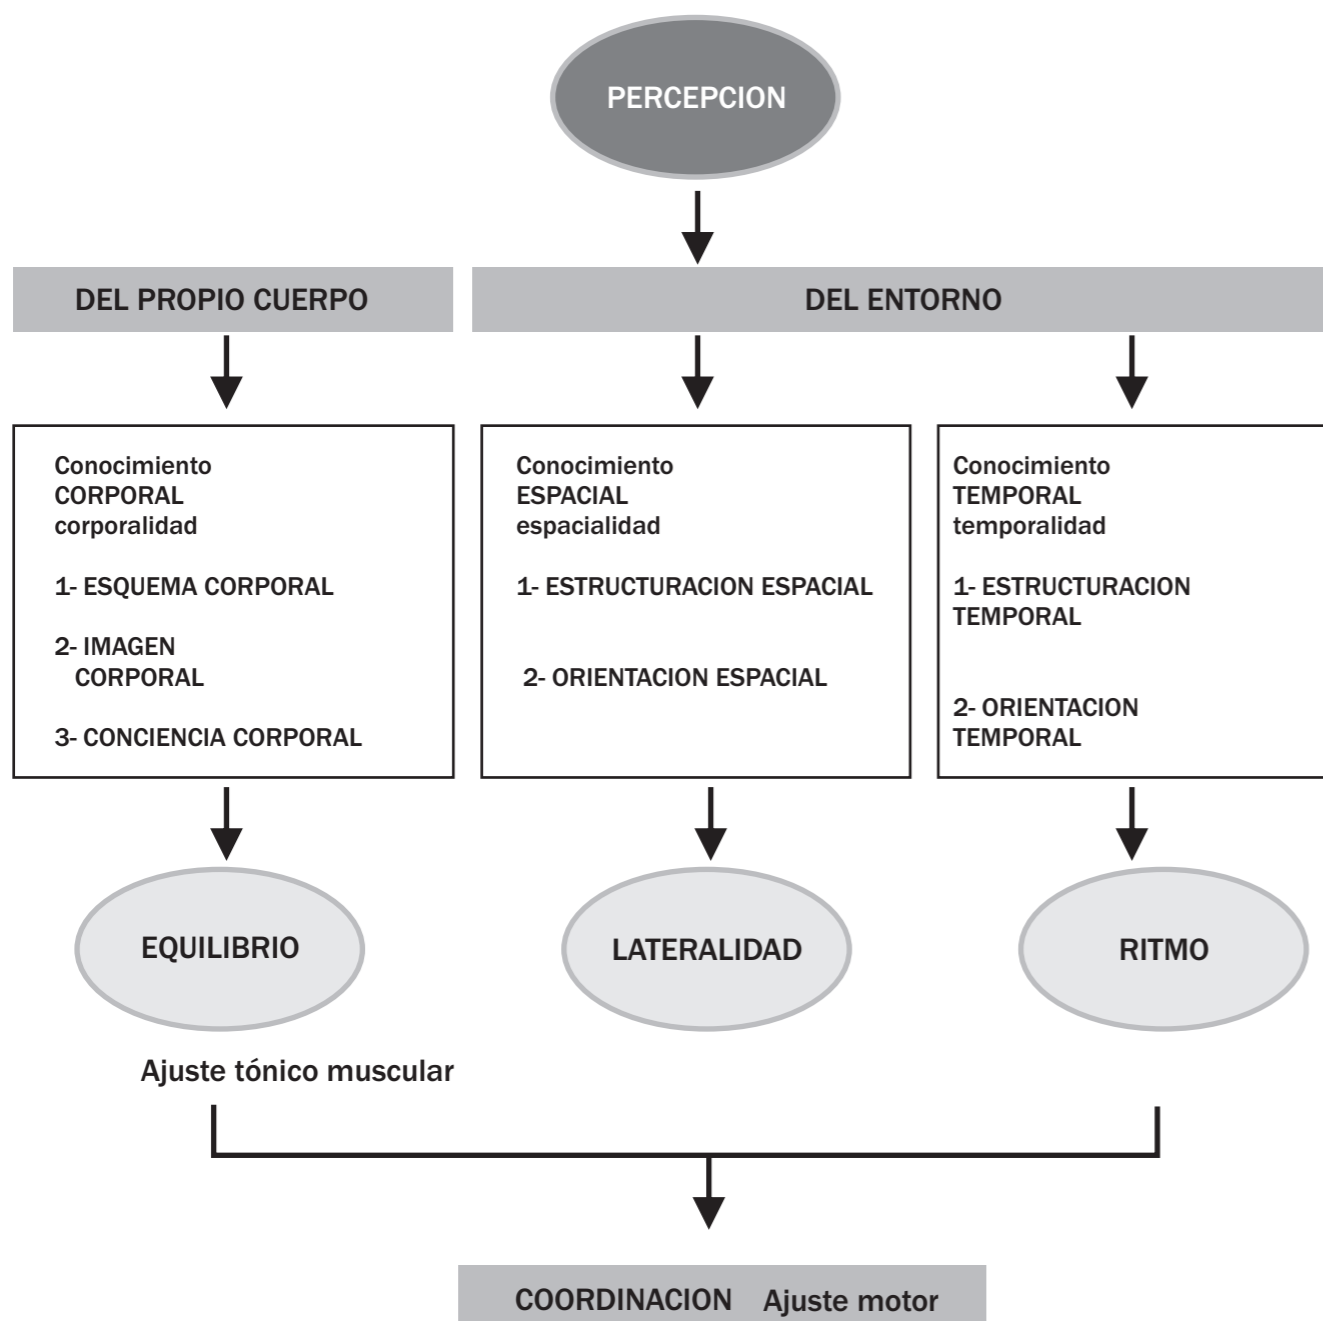 PERCEPCION
DEL PROPIO CUERPO
DEL ENTORNO
Conocimiento
CORPORAL
corporalidad
1- ESQUEMA CORPORAL
2- IMAGEN
CORPORAL
3- CONCIENCIA CORPORAL
Conocimiento
ESPACIAL
espacialidad
1- ESTRUCTURACION ESPACIAL
2- ORIENTACION ESPACIAL
Conocimiento
TEMPORAL
temporalidad
1- ESTRUCTURACION
TEMPORAL
2- ORIENTACION
TEMPORAL
EQUILIBRIO
LATERALIDAD
RITMO
Ajuste tónico muscular
COORDINACION Ajuste motor